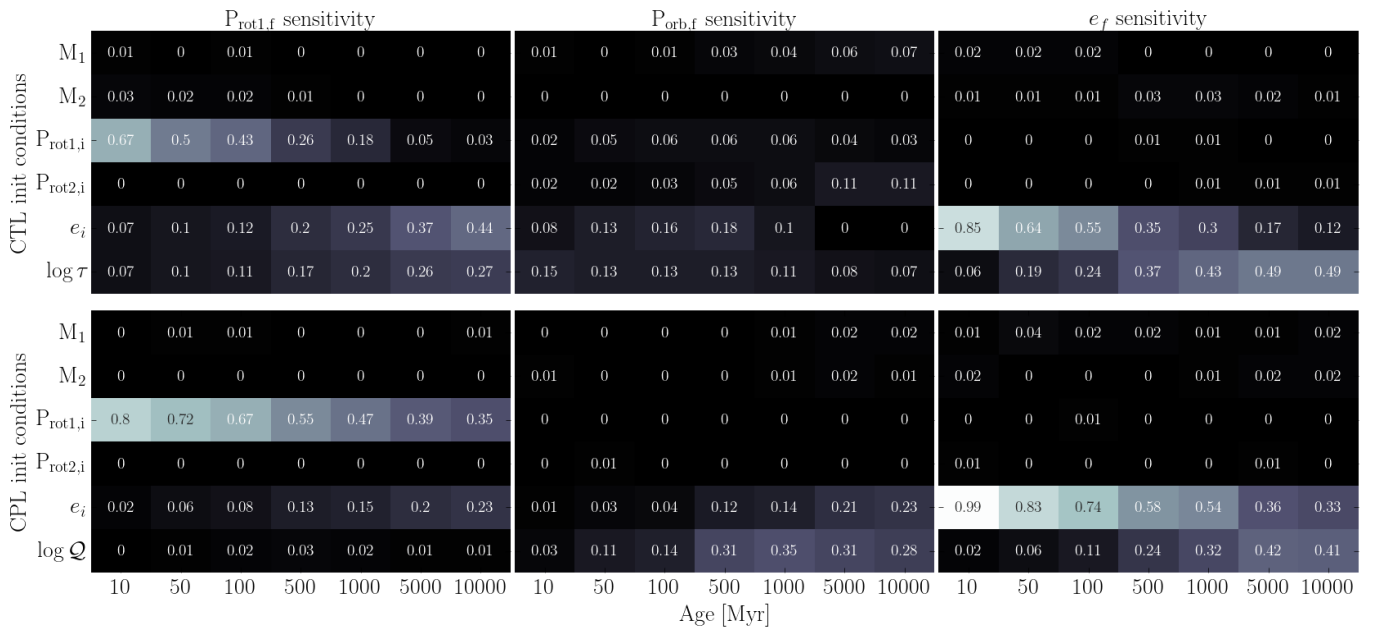 P_rot1,f sensitivity P_orb,f sensitivity e_f sensitivity
CTL init conditions
M_1 0.01 0 0.01 0 0 0 0 0.01 0 0.01 0.03 0.04 0.06 0.07 0.02 0.02 0.02 0 0 0 0
M_2 0.03 0.02 0.02 0.01 0 0 0 0 0 0 0 0 0 0 0.01 0.01 0.01 0.03 0.03 0.02 0.01
P_rot1,i 0.67 0.5 0.43 0.26 0.18 0.05 0.03 0.02 0.05 0.06 0.06 0.06 0.04 0.03 0 0 0 0.01 0.01 0 0
P_rot2,i 0 0 0 0 0 0 0 0.02 0.02 0.03 0.05 0.06 0.11 0.11 0 0 0 0 0.01 0.01 0.01
e_i 0.07 0.1 0.12 0.2 0.25 0.37 0.44 0.08 0.13 0.16 0.18 0.1 0 0 0.85 0.64 0.55 0.35 0.3 0.17 0.12
log τ 0.07 0.1 0.11 0.17 0.2 0.26 0.27 0.15 0.13 0.13 0.13 0.11 0.08 0.07 0.06 0.19 0.24 0.37 0.43 0.49 0.49
CPL init conditions
M_1 0 0.01 0.01 0 0 0 0.01 0 0 0 0 0.01 0.02 0.02 0.01 0.04 0.02 0.02 0.01 0.01 0.02
M_2 0 0 0 0 0 0 0 0.01 0 0 0 0.01 0.02 0.01 0.02 0 0 0 0.01 0.02 0.02
P_rot1,i 0.8 0.72 0.67 0.55 0.47 0.39 0.35 0 0 0 0 0 0 0 0 0 0.01 0 0 0 0
P_rot2,i 0 0 0 0 0 0 0 0 0.01 0 0 0 0 0 0.01 0 0 0 0 0.01 0
e_i 0.02 0.06 0.08 0.13 0.15 0.2 0.23 0.01 0.03 0.04 0.12 0.14 0.21 0.23 0.99 0.83 0.74 0.58 0.54 0.36 0.33
log Q 0 0.01 0.02 0.03 0.02 0.01 0.01 0.03 0.11 0.14 0.31 0.35 0.31 0.28 0.02 0.06 0.11 0.24 0.32 0.42 0.41
10 50 100 500 1000 5000 10000 10 50 100 500 1000 5000 10000 10 50 100 500 1000 5000 10000
Age [Myr]